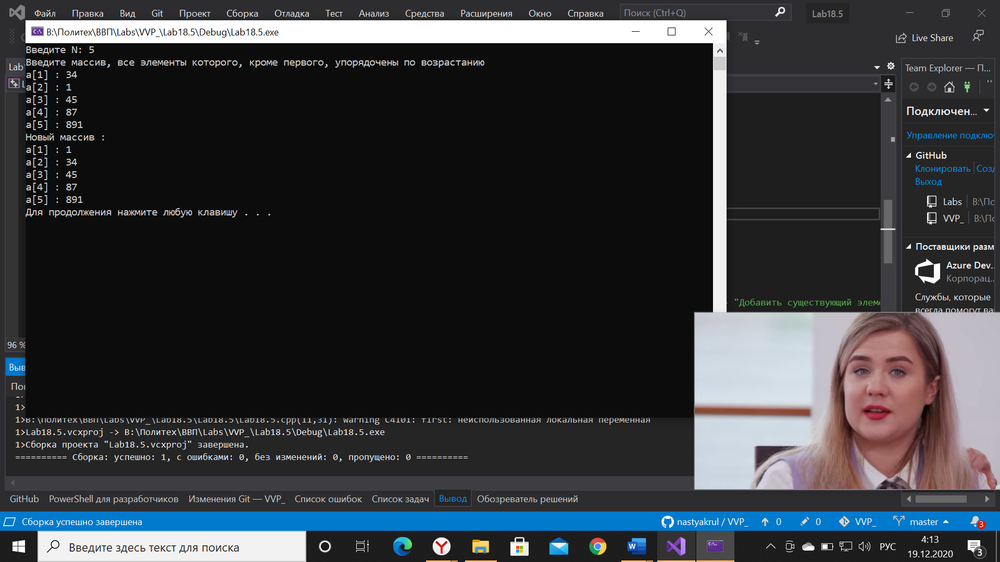 Файл Правка Вид Git Проект Сборка Отладка Тест Анализ Средства Расширения Окно Справка Поиск (Ctrl+Q) Lab18.5
B:\Политех\ВВП\Labs\VVP_\Lab18.5\Debug\Lab18.5.exe
Live Share
Введите N: 5
Введите массив, все элементы которого, кроме первого, упорядочены по возрастанию
a[1] : 34
a[2] : 1
a[3] : 45
a[4] : 87
a[5] : 891
Новый массив :
a[1] : 1
a[2] : 34
a[3] : 45
a[4] : 87
a[5] : 891
Для продолжения нажмите любую клавишу . . .
Lab
Team Explorer — П...
Подключен...
Управление подклю
GitHub
Клонировать Созд
Выход
Labs B:\По
VVP_ B:\По
Поставщики разм
Azure Dev...
Корпорац...
Службы, которые
всегда помогут ва
"Добавить существующий элеме
96 %
Выв
Пок
1>
1>B:\Политех\ВВП\Labs\VVP_\Lab18.5\Lab18.5\Lab18.5.cpp(11,31): warning C4101: first: неиспользованная локальная переменная
1>Lab18.5.vcxproj -> B:\Политех\ВВП\Labs\VVP_\Lab18.5\Debug\Lab18.5.exe
1>Сборка проекта "Lab18.5.vcxproj" завершена.
========== Сборка: успешно: 1, с ошибками: 0, без изменений: 0, пропущено: 0 ==========
GitHub PowerShell для разработчиков Изменения Git — VVP_ Список ошибок Список задач Вывод Обозреватель решений
Сборка успешно завершена nastyakrul / VVP_ 0 0 VVP_ master 3
Введите здесь текст для поиска
РУС
4:13
19.12.2020
3